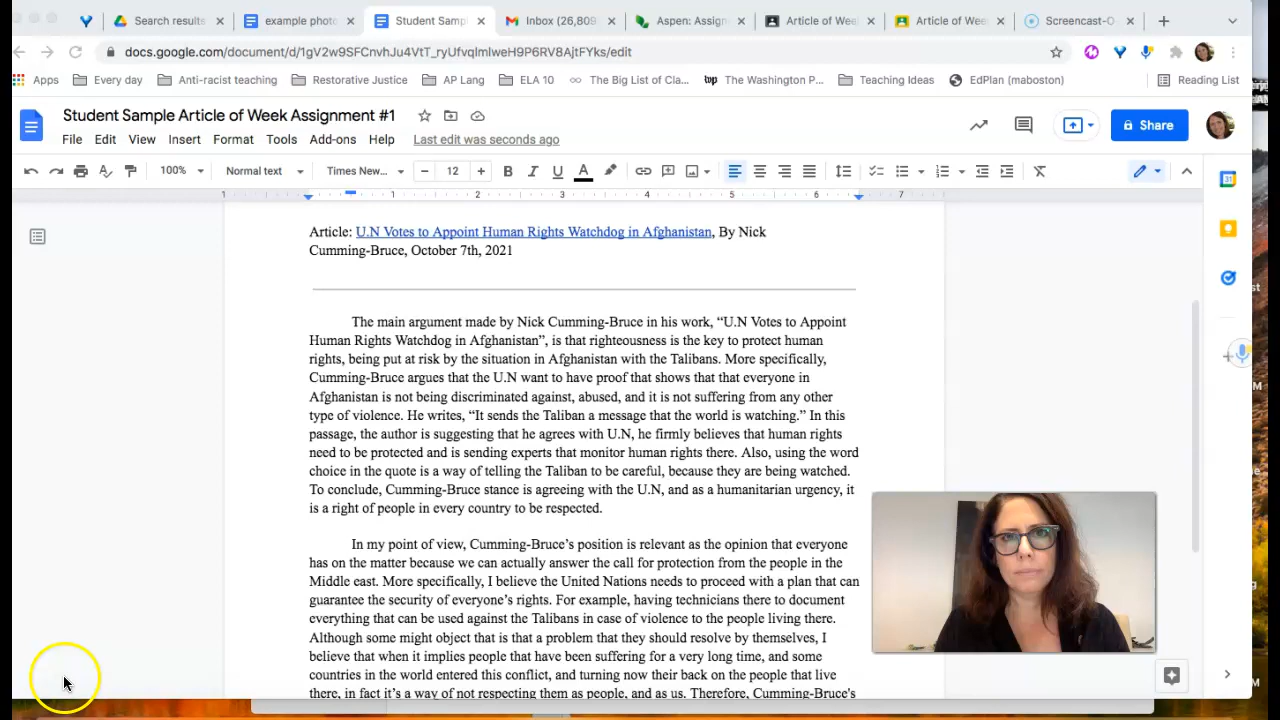 Search results
example photo
Student Samp
Inbox (26,809
Aspen: Assign
Article of Wee
Article of Wee
Screencast-O
docs.google.com/document/d/1gV2w9SFCnvhJu4VtT_ryUfvqlmlweH9P6RV8AjtFYks/edit
Apps
Every day
Anti-racist teaching
Restorative Justice
AP Lang
ELA 10
The Big List of Cla...
wp The Washington P...
Teaching Ideas
EdPlan (maboston)
Reading List
Student Sample Article of Week Assignment #1
File Edit View Insert Format Tools Add-ons Help Last edit was seconds ago
Share
100% Normal text Times New... 12 B I U A
1 1 2 3 4 5 6 7
31
Article: U.N Votes to Appoint Human Rights Watchdog in Afghanistan, By Nick
Cumming-Bruce, October 7th, 2021
The main argument made by Nick Cumming-Bruce in his work, “U.N Votes to Appoint
Human Rights Watchdog in Afghanistan”, is that righteousness is the key to protect human
rights, being put at risk by the situation in Afghanistan with the Talibans. More specifically,
Cumming-Bruce argues that the U.N want to have proof that shows that that everyone in
Afghanistan is not being discriminated against, abused, and it is not suffering from any other
type of violence. He writes, “It sends the Taliban a message that the world is watching.” In this
passage, the author is suggesting that he agrees with U.N, he firmly believes that human rights
need to be protected and is sending experts that monitor human rights there. Also, using the word
choice in the quote is a way of telling the Taliban to be careful, because they are being watched.
To conclude, Cumming-Bruce stance is agreeing with the U.N, and as a humanitarian urgency, it
is a right of people in every country to be respected.
In my point of view, Cumming-Bruce’s position is relevant as the opinion that everyone
has on the matter because we can actually answer the call for protection from the people in the
Middle east. More specifically, I believe the United Nations needs to proceed with a plan that can
guarantee the security of everyone’s rights. For example, having technicians there to document
everything that can be used against the Talibans in case of violence to the people living there.
Although some might object that is that a problem that they should resolve by themselves, I
believe that when it implies people that have been suffering for a very long time, and some
countries in the world entered this conflict, and turning now their back on the people that live
there, in fact it’s a way of not respecting them as people, and as us. Therefore, Cumming-Bruce's